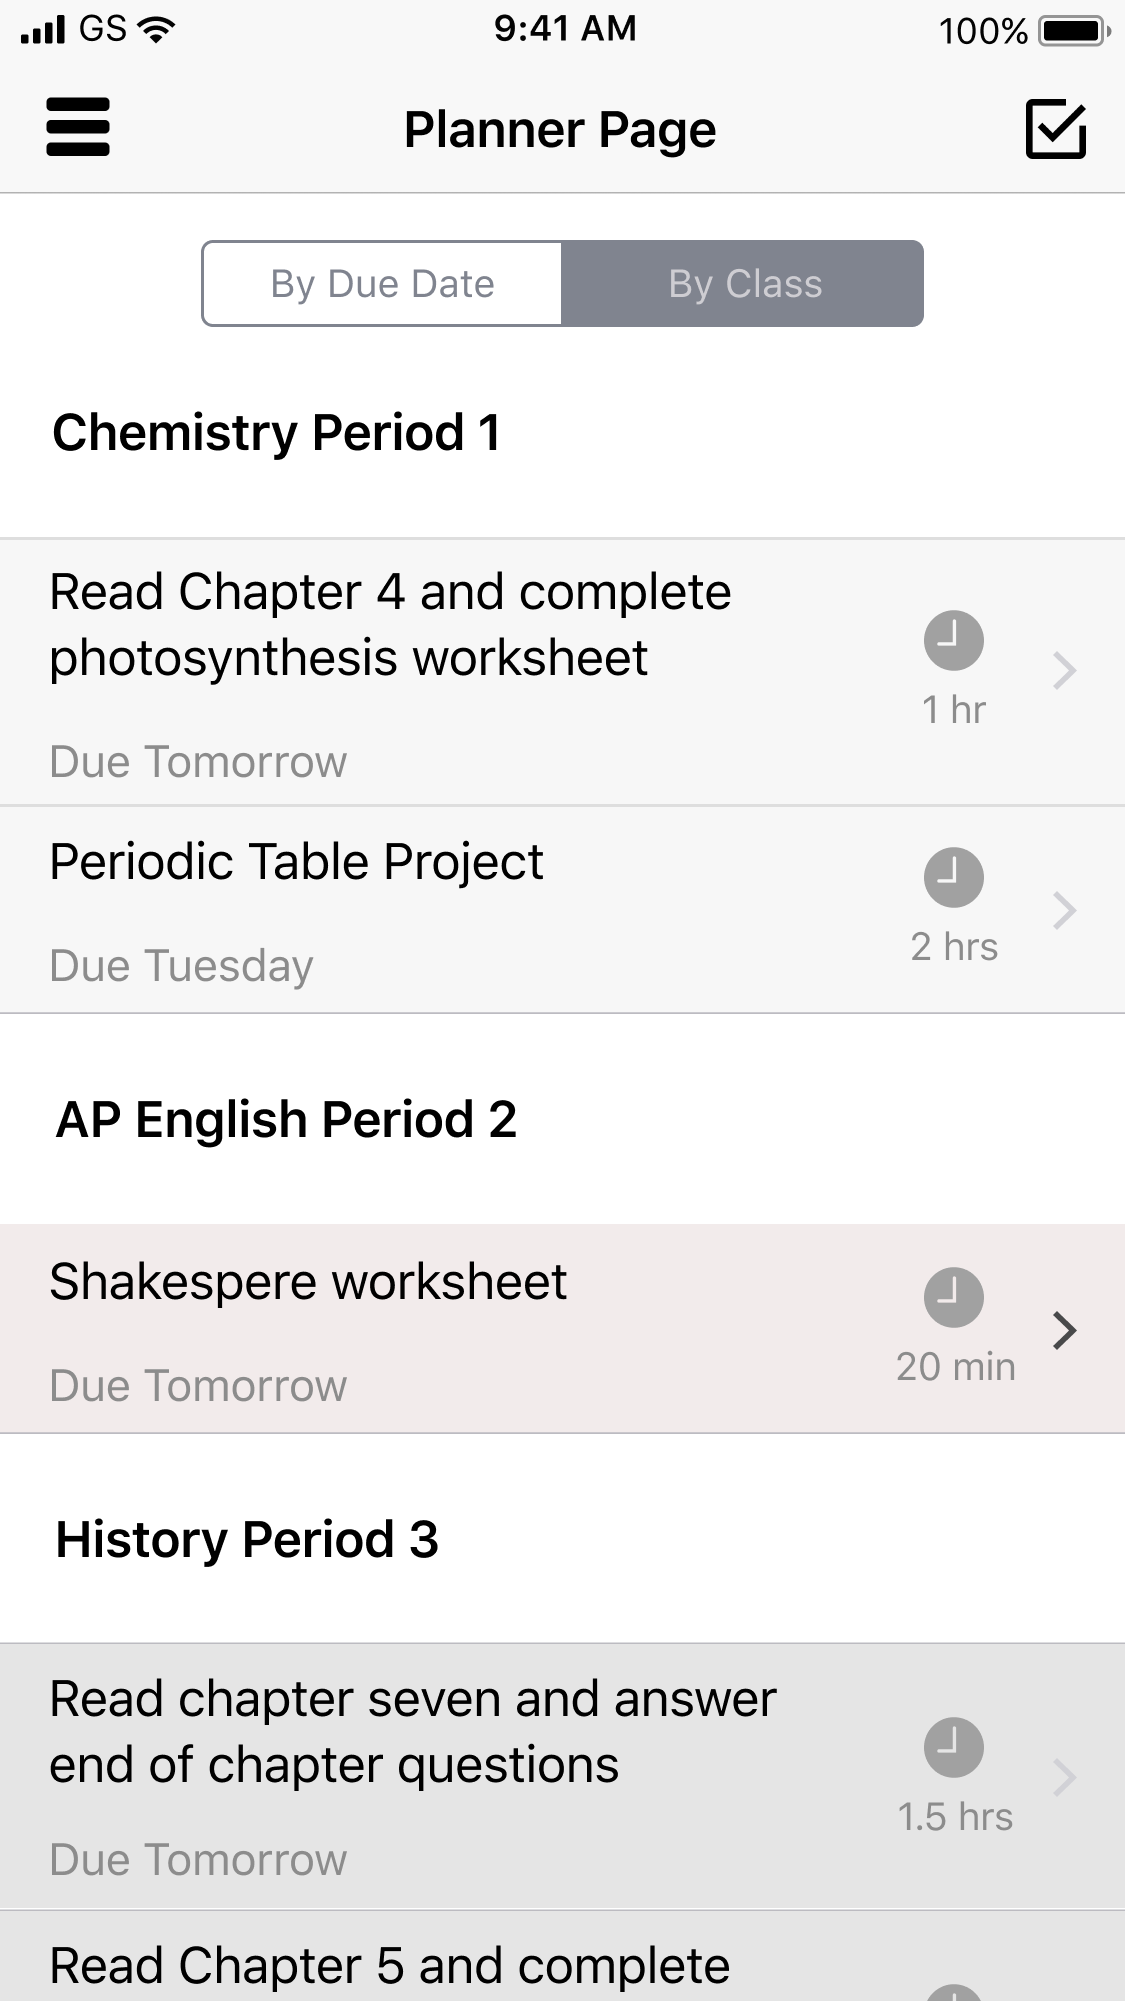 GS 9:41 AM 100%
Planner Page
By Due Date By Class
Chemistry Period 1
Read Chapter 4 and complete
photosynthesis worksheet
1 hr
Due Tomorrow
Periodic Table Project
2 hrs
Due Tuesday
AP English Period 2
Shakespere worksheet
20 min
Due Tomorrow
History Period 3
Read chapter seven and answer
end of chapter questions
1.5 hrs
Due Tomorrow
Read Chapter 5 and complete